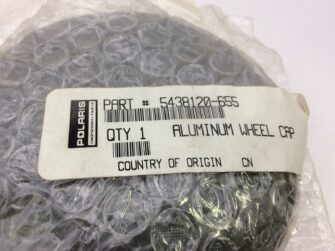 POLARIS
PART # 5438120-655
QTY 1 ALUMINUM WHEEL CAP
COUNTRY OF ORIGIN CN